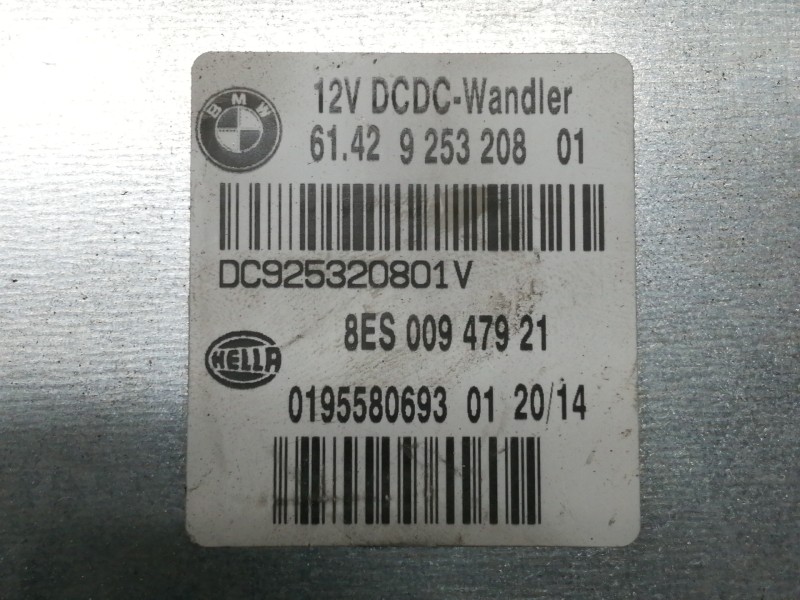 BMW
12V DCDC-Wandler
61.42 9 253 208 01
DC925320801V
8ES 009 479 21
HELLA
0195580693 01 20/14